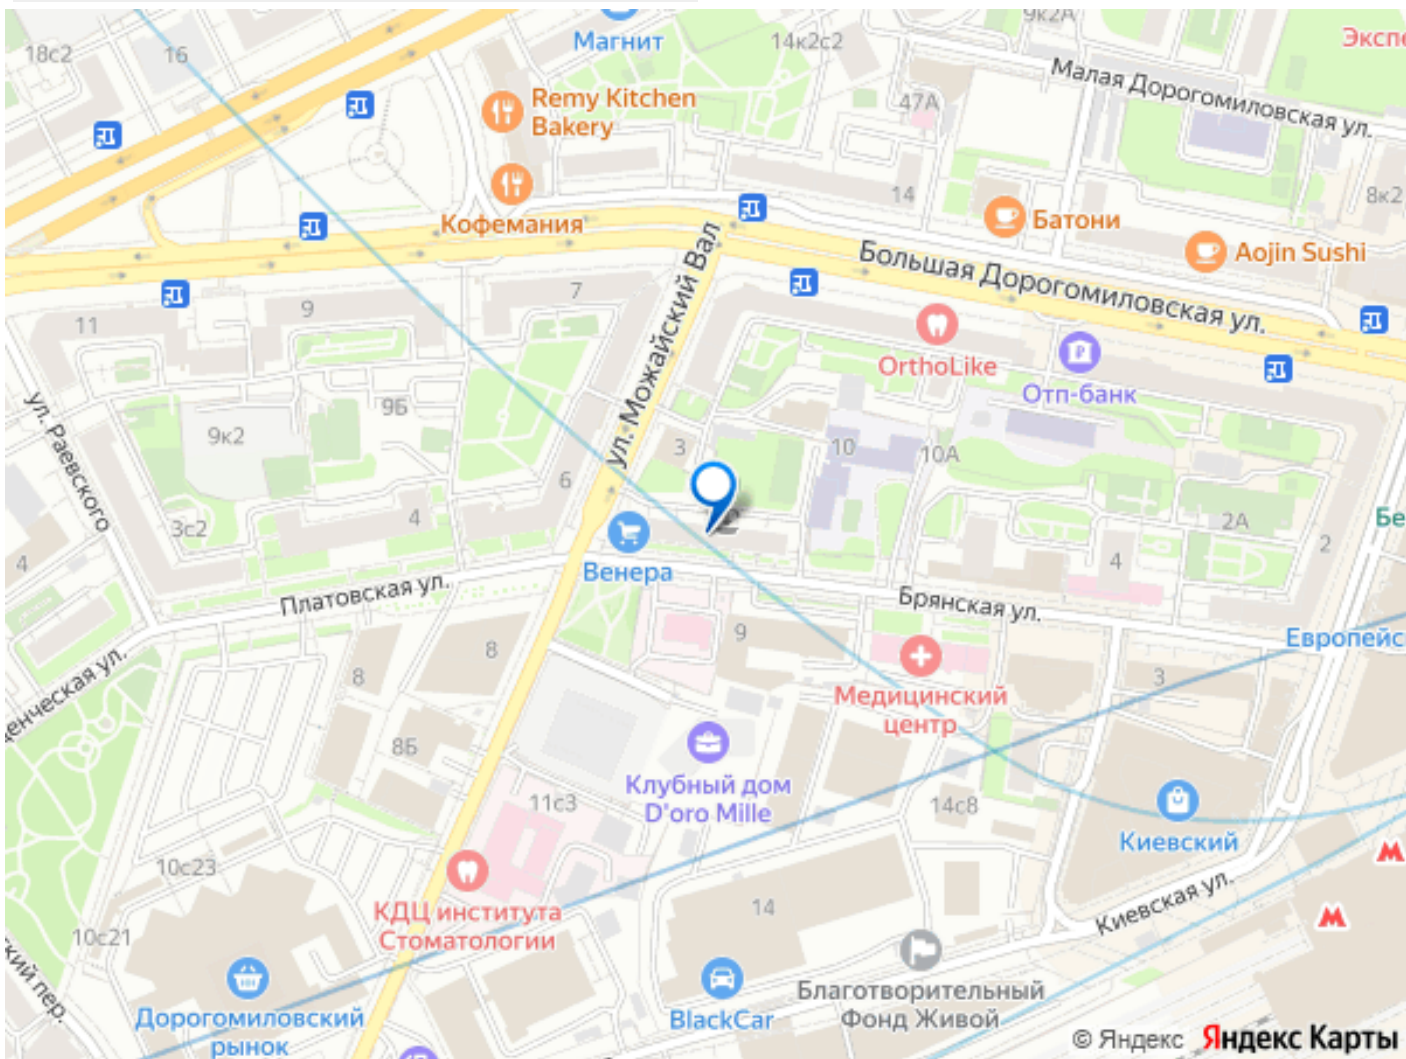 18с2
16
Магнит
14к2с2
9к2А
Экспе
Remy Kitchen
Bakery
47А
Малая Дорогомиловская ул.
Кофемания
14
Батони
8к2
Aojin Sushi
Большая Дорогомиловская ул.
ул. Можайский Вал
11
9
7
OrthoLike
Отп-банк
ул. Раевского
9Б
9к2
3
10
10А
6
3с2
4
2
2А
2
Бе
4
Венера
4
Платовская ул.
Брянская ул.
Европейс
9
8
8
3
Медицинский
центр
денческая ул.
8Б
Клубный дом
D'oro Mille
11с3
14с8
Киевский
10с23
КДЦ института
Стоматологии
14
Киевская ул.
10с21
ский пер.
Дорогомиловский
рынок
BlackCar
Благотворительный
Фонд Живой
© Яндекс Яндекс Карты